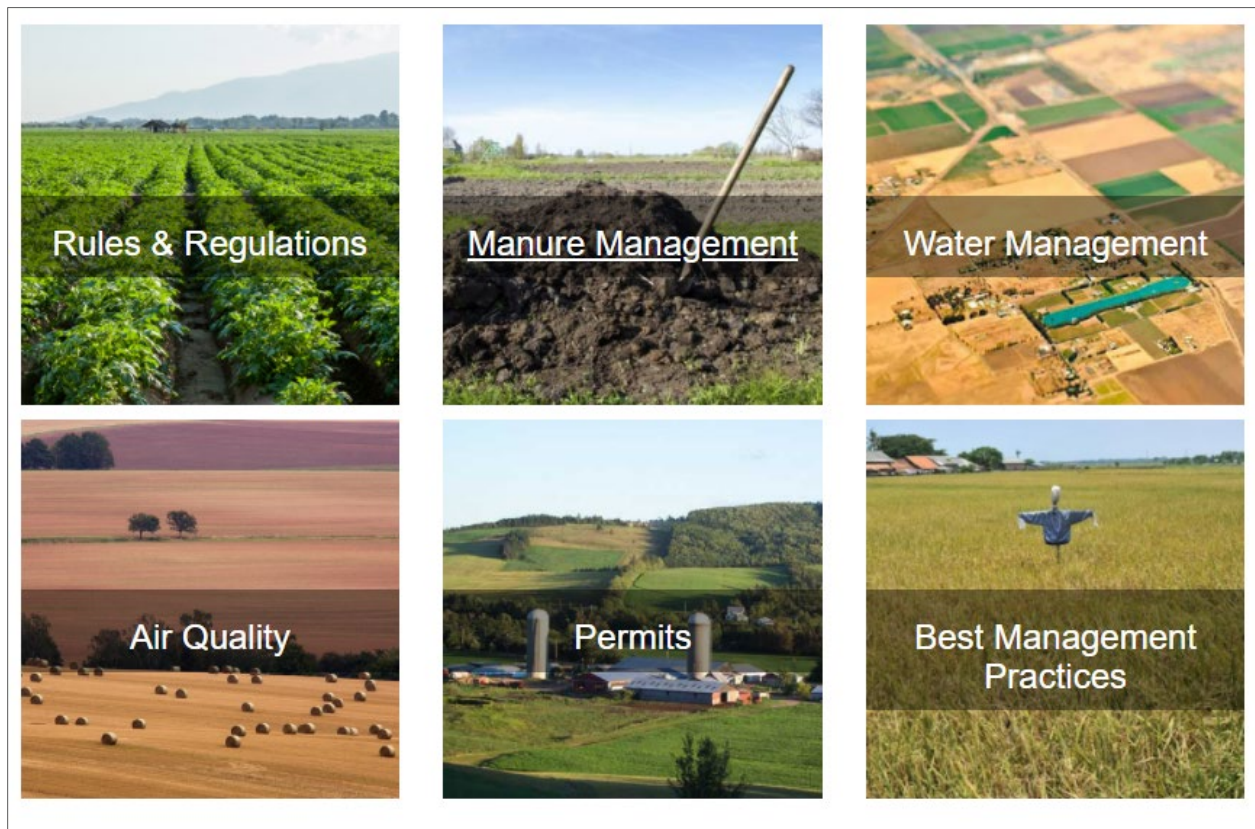 Rules & Regulations
Manure Management
Water Management
Air Quality
Permits
Best Management
Practices